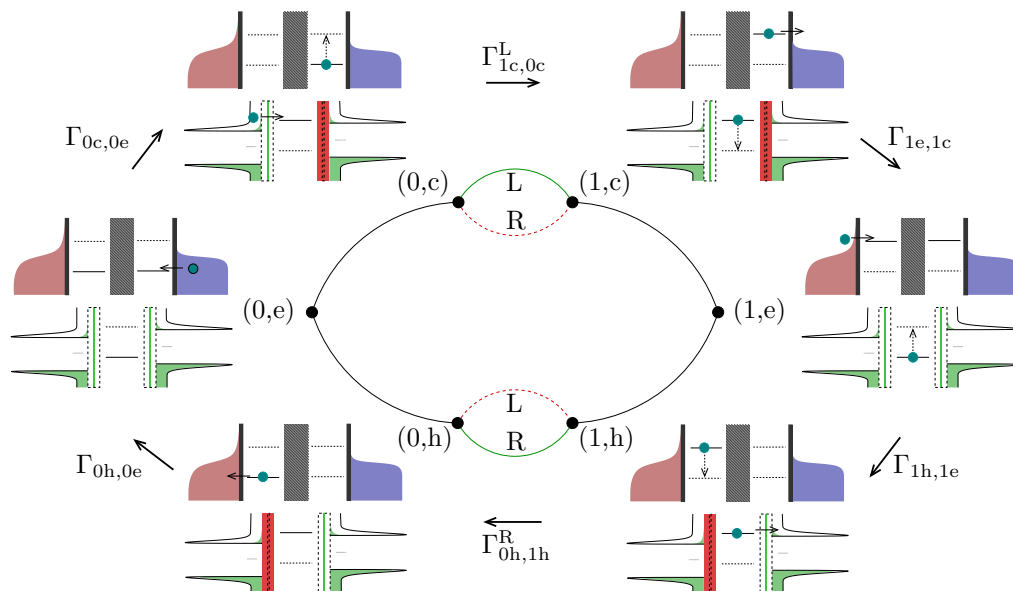 Γ^L_{1c,0c}
Γ_{0c,0e}
Γ_{1e,1c}
(0,c) L (1,c)
R
(0,e) (1,e)
L
(0,h) R (1,h)
Γ_{0h,0e}
Γ_{1h,1e}
Γ^R_{0h,1h}